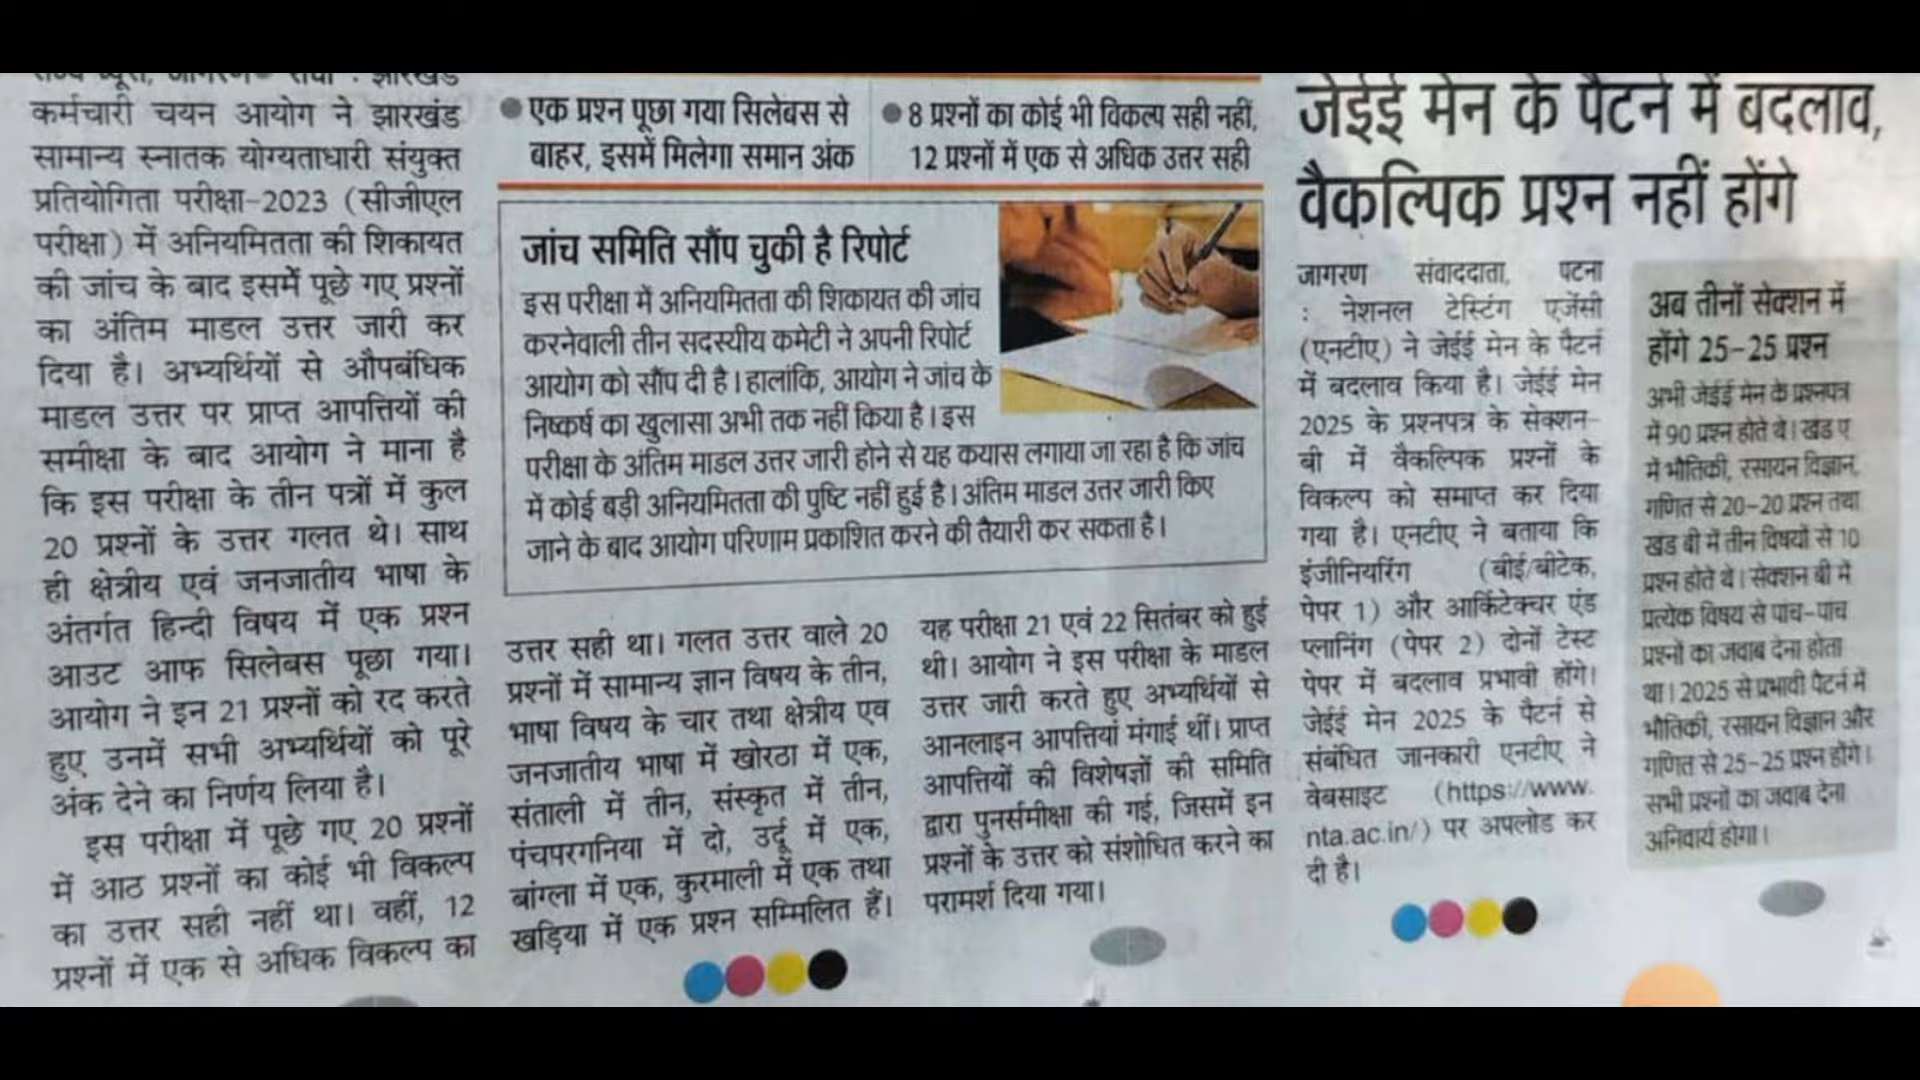 कर्मचारी चयन आयोग ने झारखंड
सामान्य स्नातक योग्यताधारी संयुक्त
प्रतियोगिता परीक्षा-2023 (सीजीएल
परीक्षा) में अनियमितता की शिकायत
की जांच के बाद इसमें पूछे गए प्रश्नों
का अंतिम माडल उत्तर जारी कर
दिया है। अभ्यर्थियों से औपबंधिक
माडल उत्तर पर प्राप्त आपत्तियों की
समीक्षा के बाद आयोग ने माना है
कि इस परीक्षा के तीन पत्रों में कुल
20 प्रश्नों के उत्तर गलत थे। साथ
ही क्षेत्रीय एवं जनजातीय भाषा के
अंतर्गत हिन्दी विषय में एक प्रश्न
आउट आफ सिलेबस पूछा गया।
आयोग ने इन 21 प्रश्नों को रद करते
हुए उनमें सभी अभ्यर्थियों को पूरे
अंक देने का निर्णय लिया है।
इस परीक्षा में पूछे गए 20 प्रश्नों
में आठ प्रश्नों का कोई भी विकल्प
का उत्तर सही नहीं था। वहीं, 12
प्रश्नों में एक से अधिक विकल्प का
● एक प्रश्न पूछा गया सिलेबस से
बाहर, इसमें मिलेगा समान अंक
● 8 प्रश्नों का कोई भी विकल्प सही नहीं,
12 प्रश्नों में एक से अधिक उत्तर सही
जांच समिति सौंप चुकी है रिपोर्ट
इस परीक्षा में अनियमितता की शिकायत की जांच
करनेवाली तीन सदस्यीय कमेटी ने अपनी रिपोर्ट
आयोग को सौंप दी है। हालांकि, आयोग ने जांच के
निष्कर्ष का खुलासा अभी तक नहीं किया है। इस
परीक्षा के अंतिम माडल उत्तर जारी होने से यह कयास लगाया जा रहा है कि जांच
में कोई बड़ी अनियमितता की पुष्टि नहीं हुई है। अंतिम माडल उत्तर जारी किए
जाने के बाद आयोग परिणाम प्रकाशित करने की तैयारी कर सकता है।
उत्तर सही था। गलत उत्तर वाले 20
प्रश्नों में सामान्य ज्ञान विषय के तीन,
भाषा विषय के चार तथा क्षेत्रीय एव
जनजातीय भाषा में खोरठा में एक,
संताली में तीन, संस्कृत में तीन,
पंचपरगनिया में दो, उर्दू में एक,
बांग्ला में एक, कुरमाली में एक तथा
खड़िया में एक प्रश्न सम्मिलित हैं।
यह परीक्षा 21 एवं 22 सितंबर को हुई
थी। आयोग ने इस परीक्षा के माडल
उत्तर जारी करते हुए अभ्यर्थियों से
आनलाइन आपत्तियां मंगाई थीं। प्राप्त
आपत्तियों की विशेषज्ञों की समिति
द्वारा पुनर्समीक्षा की गई, जिसमें इन
प्रश्नों के उत्तर को संशोधित करने का
परामर्श दिया गया।
जेईई मेन के पैटर्न में बदलाव,
वैकल्पिक प्रश्न नहीं होंगे
जागरण संवाददाता, पटना
: नेशनल टेस्टिंग एजेंसी
(एनटीए) ने जेईई मेन के पैटर्न
में बदलाव किया है। जेईई मेन
2025 के प्रश्नपत्र के सेक्शन-
बी में वैकल्पिक प्रश्नों के
विकल्प को समाप्त कर दिया
गया है। एनटीए ने बताया कि
इंजीनियरिंग (बीई/बीटेक,
पेपर 1) और आर्किटेक्चर एंड
प्लानिंग (पेपर 2) दोनों टेस्ट
पेपर में बदलाव प्रभावी होंगे।
जेईई मेन 2025 के पैटर्न से
संबंधित जानकारी एनटीए ने
वेबसाइट (https://www.
nta.ac.in/) पर अपलोड कर
दी है।
अब तीनों सेक्शन में
होंगे 25-25 प्रश्न
अभी जेईई मेन के प्रश्नपत्र
में 90 प्रश्न होते थे। खंड ए
में भौतिकी, रसायन विज्ञान,
गणित से 20-20 प्रश्न तथा
खंड बी में तीन विषयों से 10
प्रश्न होते थे। सेक्शन बी में
प्रत्येक विषय से पांच-पांच
प्रश्नों का जवाब देना होता
था। 2025 से प्रभावी पैटर्न में
भौतिकी, रसायन विज्ञान और
गणित से 25-25 प्रश्न होंगे।
सभी प्रश्नों का जवाब देना
अनिवार्य होगा।